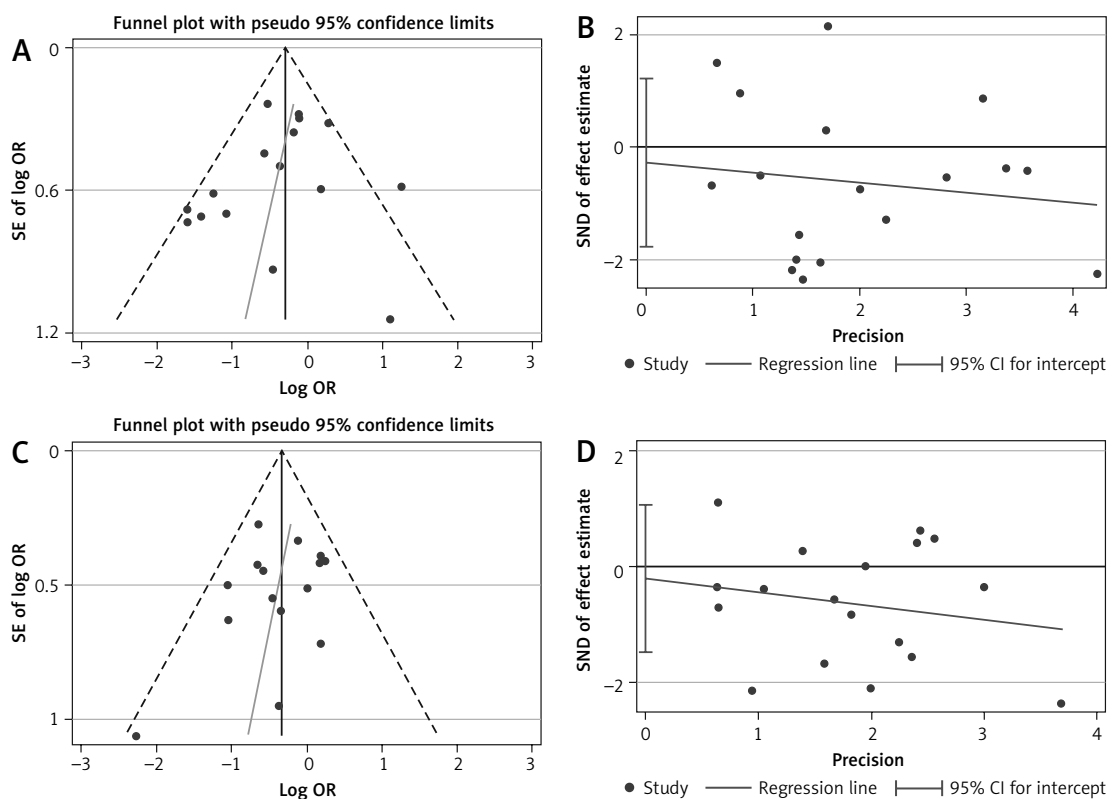 A
Funnel plot with pseudo 95% confidence limits
SE of log OR
0
0.6
1.2
−3 −2 −1 0 1 2 3
Log OR
B
SND of effect estimate
2
0
−2
0 1 2 3 4
Precision
Study Regression line 95% CI for intercept
C
Funnel plot with pseudo 95% confidence limits
SE of log OR
0
0.5
1
−3 −2 −1 0 1 2 3
Log OR
D
SND of effect estimate
2
0
−2
0 1 2 3 4
Precision
Study Regression line 95% CI for intercept